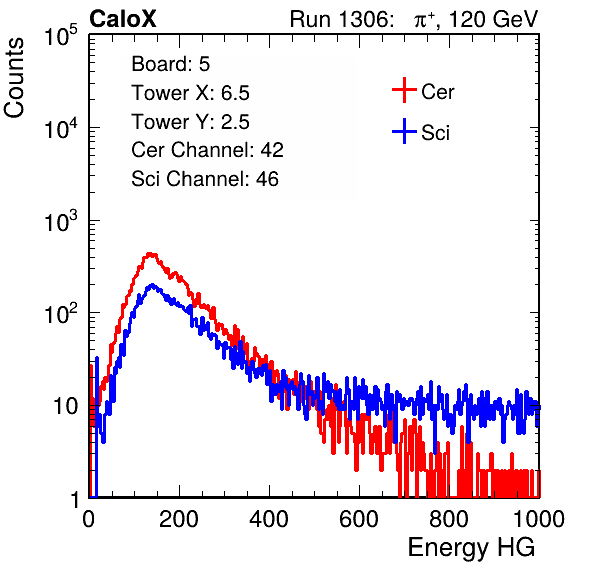 CaloX Run 1306: π⁺, 120 GeV
Board: 5
Tower X: 6.5
Tower Y: 2.5
Cer Channel: 42
Sci Channel: 46
Cer
Sci
Counts
10⁵
10⁴
10³
10²
10
1
0 200 400 600 800 1000
Energy HG